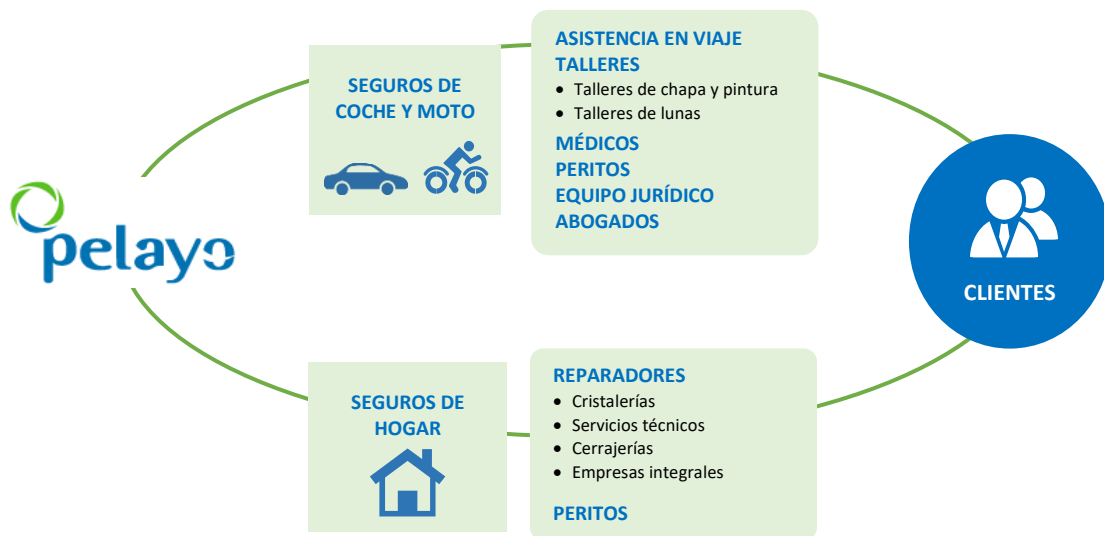 pelayo
SEGUROS DE
COCHE Y MOTO
ASISTENCIA EN VIAJE
TALLERES
• Talleres de chapa y pintura
• Talleres de lunas
MÉDICOS
PERITOS
EQUIPO JURÍDICO
ABOGADOS
CLIENTES
SEGUROS DE
HOGAR
REPARADORES
• Cristalerías
• Servicios técnicos
• Cerrajerías
• Empresas integrales
PERITOS